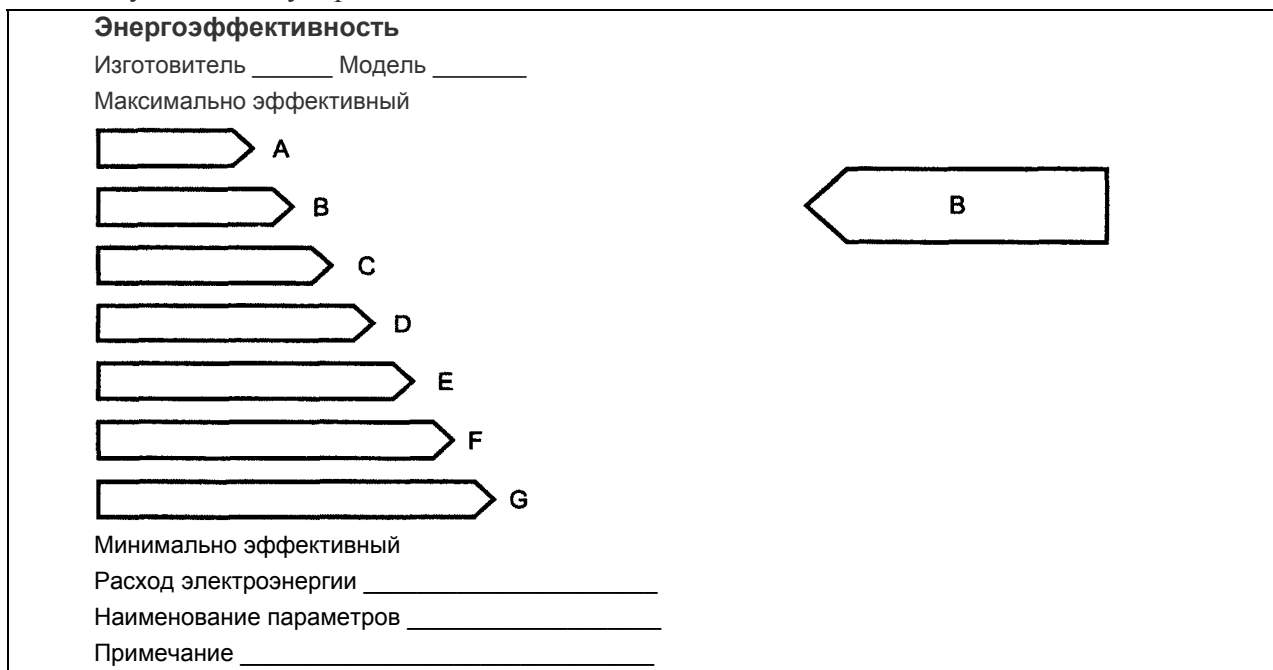 Энергоэффективность
Изготовитель ______ Модель _______
Максимально эффективный
A
B
B
C
D
E
F
G
Минимально эффективный
Расход электроэнергии ______________________
Наименование параметров ___________________
Примечание _______________________________